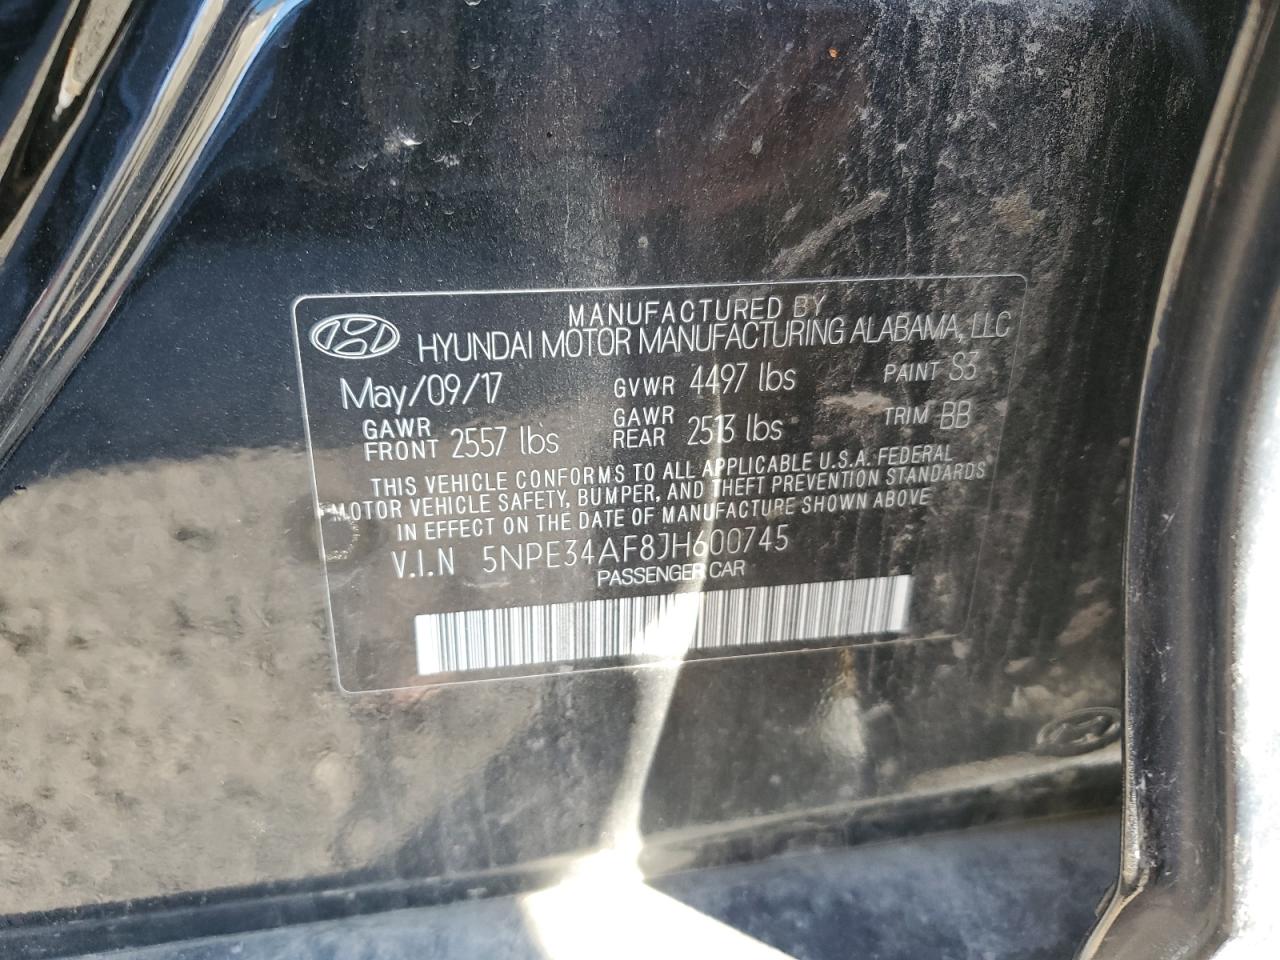 MANUFACTURED BY
HYUNDAI MOTOR MANUFACTURING ALABAMA, LLC
May/09/17 GVWR 4497 lbs PAINT S3
GAWR FRONT 2557 lbs GAWR REAR 2513 lbs TRIM BB
THIS VEHICLE CONFORMS TO ALL APPLICABLE U.S.A. FEDERAL
MOTOR VEHICLE SAFETY, BUMPER, AND THEFT PREVENTION STANDARDS
IN EFFECT ON THE DATE OF MANUFACTURE SHOWN ABOVE
V.I.N 5NPE34AF8JH600745
PASSENGER CAR